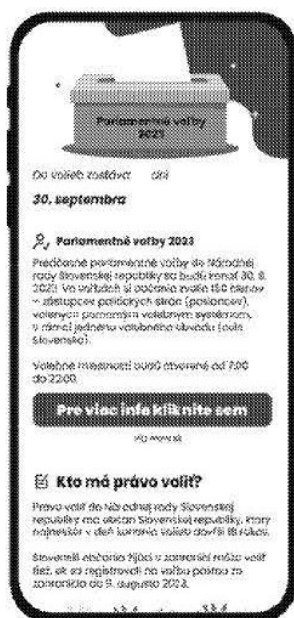 Parlamentné voľby
2023
Do volieb zostáva dní
30. septembra
Parlamentné voľby 2023
Predčasné parlamentné voľby do Národnej
rady Slovenskej republiky sa budú konať 30. 9.
2023. Vo voľbách si občania zvolia 150 členov
– zástupcov politických strán (poslancov),
volených pomerným volebným systémom,
v rámci jedného volebného obvodu (celé
Slovensko).
Volebné miestnosti budú otvorené od 7:00
do 22:00.
Pre viac info kliknite sem
Kto má právo voliť?
Právo voliť do Národnej rady Slovenskej
republiky má občan Slovenskej republiky, ktorý
najneskôr v deň konania volieb dovŕši 18 rokov.
Slovenskí občania žijúci v zahraničí môžu voliť
tiež, ak sa registrovali na voľbu poštou zo
zahraničia do 9. augusta 2023.